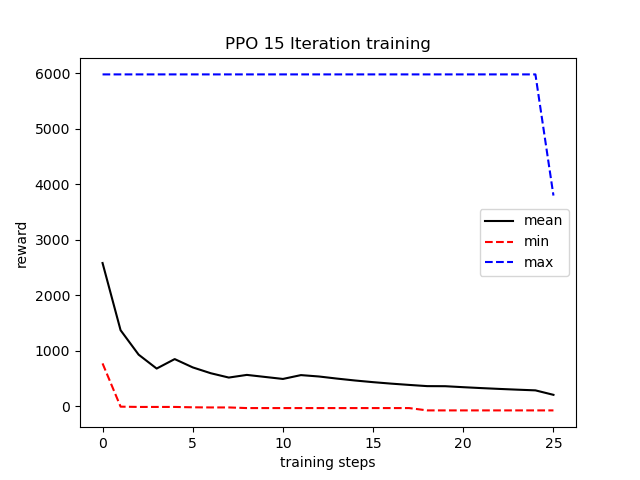 PPO 15 Iteration training
6000
5000
4000
3000
2000
1000
0
reward
mean
min
max
0 5 10 15 20 25
training steps